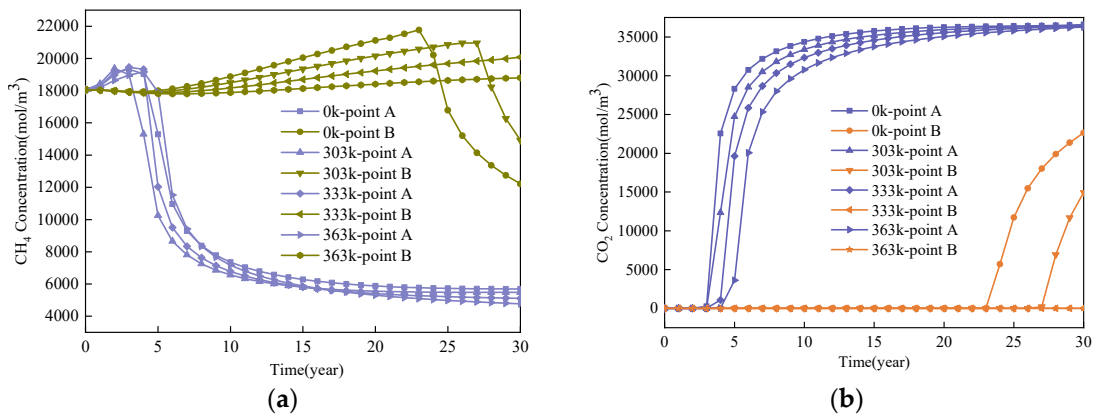 CH4 Concentration(mol/m3)
22000
20000
18000
16000
14000
12000
10000
8000
6000
4000
0k-point A
0k-point B
303k-point A
303k-point B
333k-point A
333k-point B
363k-point A
363k-point B
0 5 10 15 20 25 30
Time(year)
(a)
CO2 Concentration(mol/m3)
35000
30000
25000
20000
15000
10000
5000
0
0k-point A
0k-point B
303k-point A
303k-point B
333k-point A
333k-point B
363k-point A
363k-point B
0 5 10 15 20 25 30
Time(year)
(b)